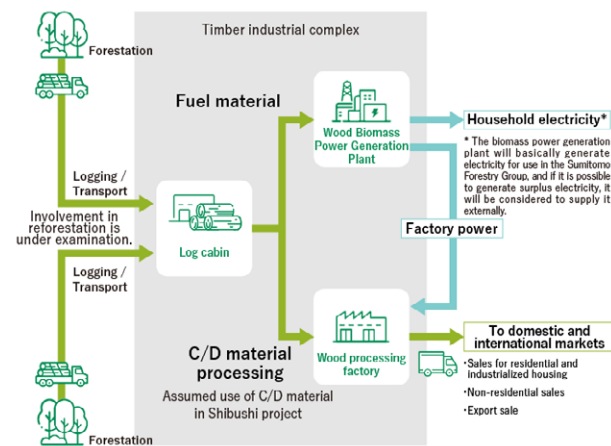 Timber industrial complex
Forestation
Fuel material
Wood Biomass
Power Generation
Plant
Household electricity*
* The biomass power generation
plant will basically generate
electricity for use in the Sumitomo
Forestry Group, and if it is possible
to generate surplus electricity, it
will be considered to supply it
externally.
Logging /
Transport
Involvement in
reforestation is
under examination.
Log cabin
Factory power
Logging /
Transport
C/D material
processing
Assumed use of C/D material
in Shibushi project
Wood processing
factory
To domestic and
international markets
・Sales for residential and
industrialized housing
・Non-residential sales
・Export sale
Forestation